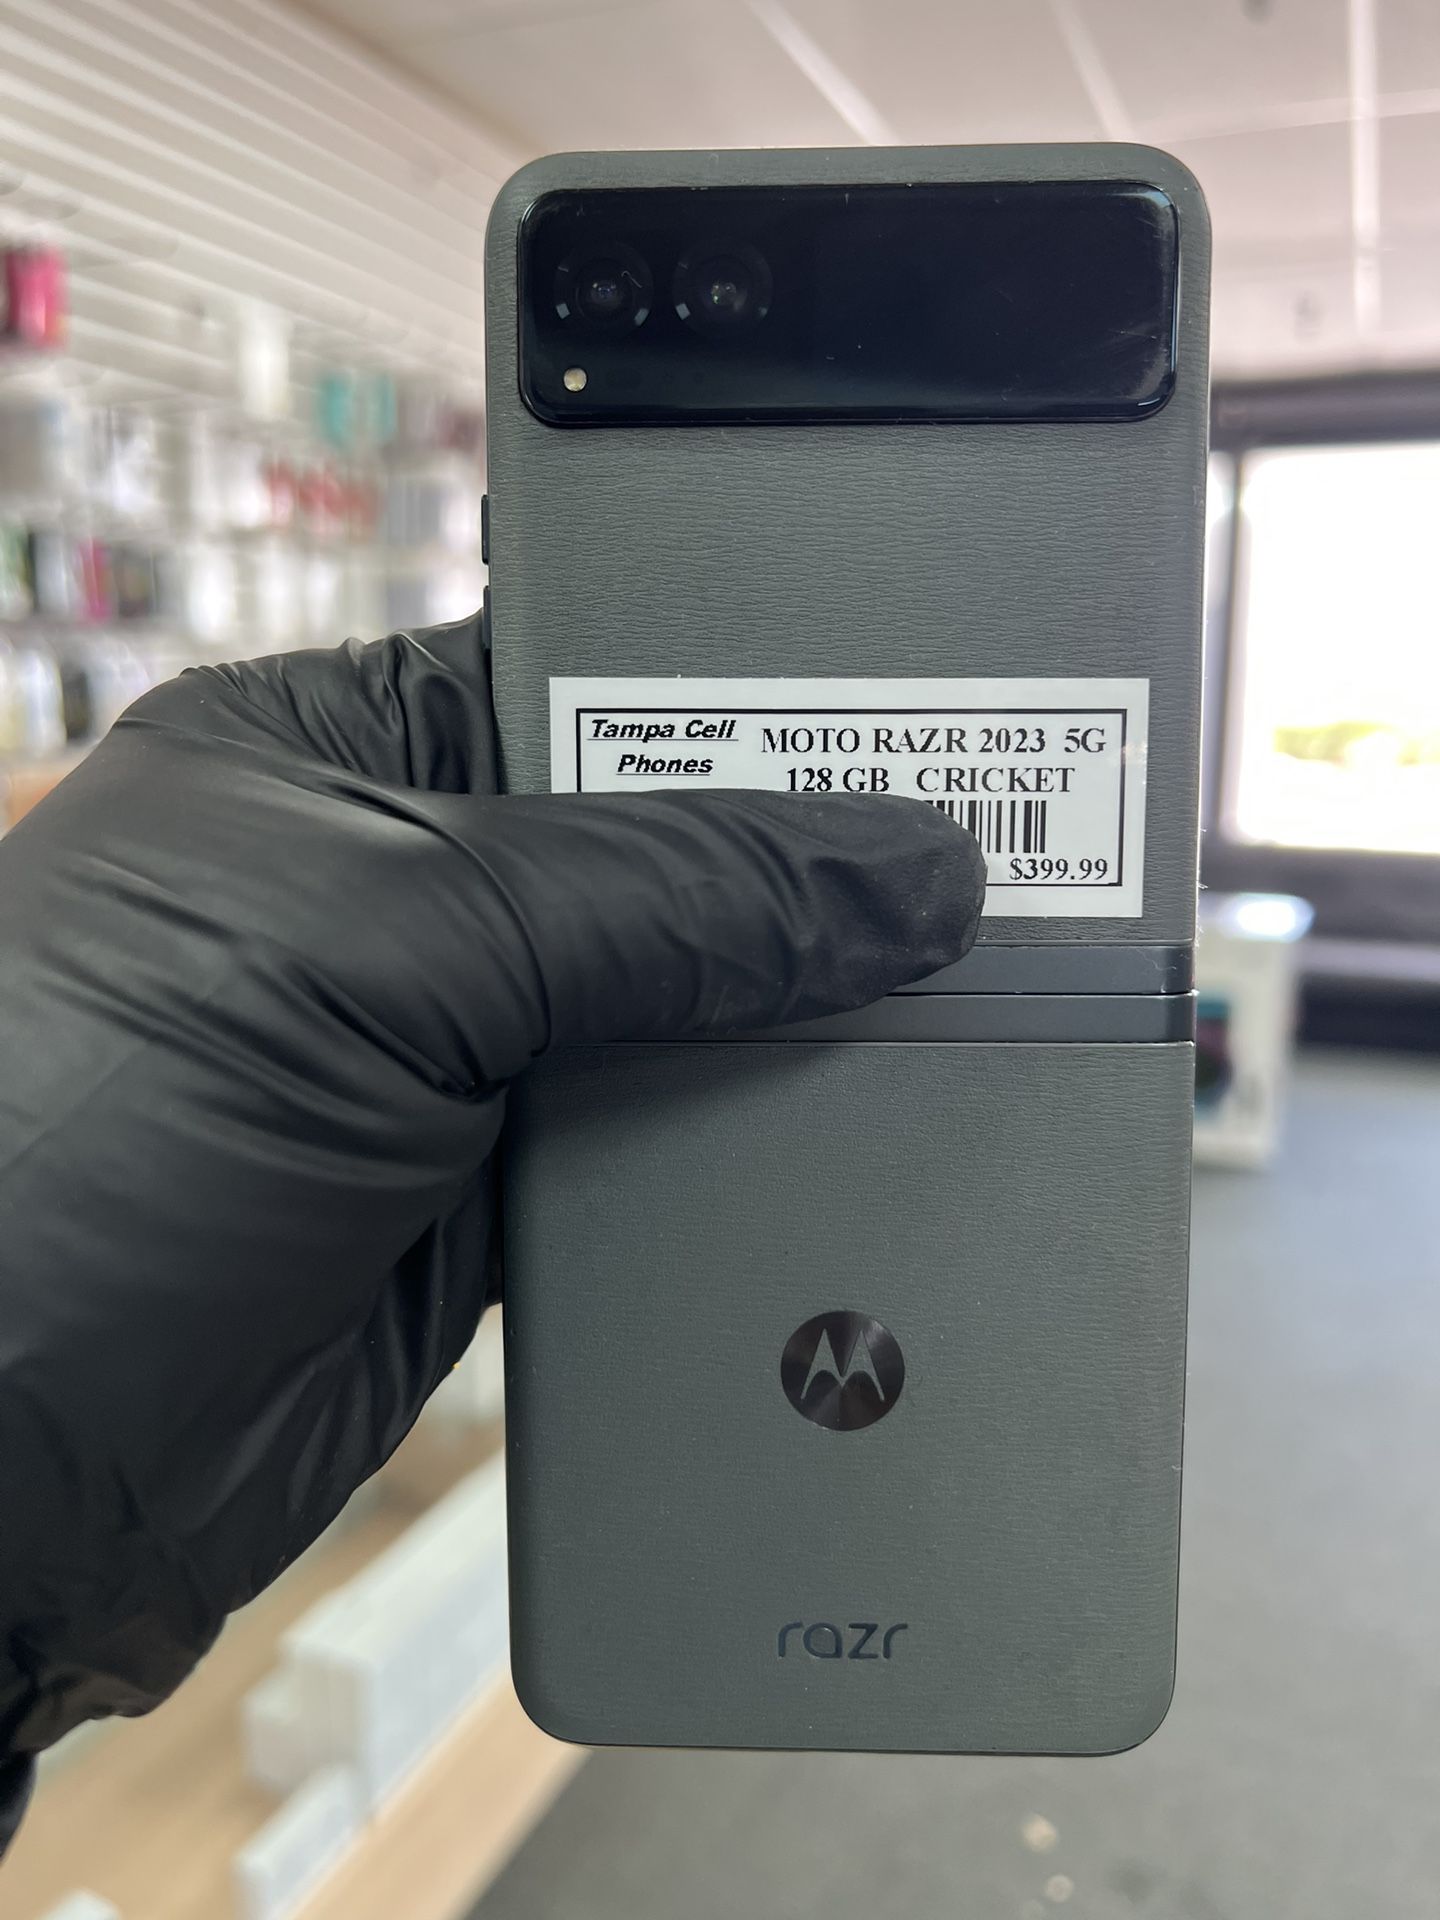 Tampa Cell
Phones
MOTO RAZR 2023 5G
128 GB CRICKET
$399.99
razr